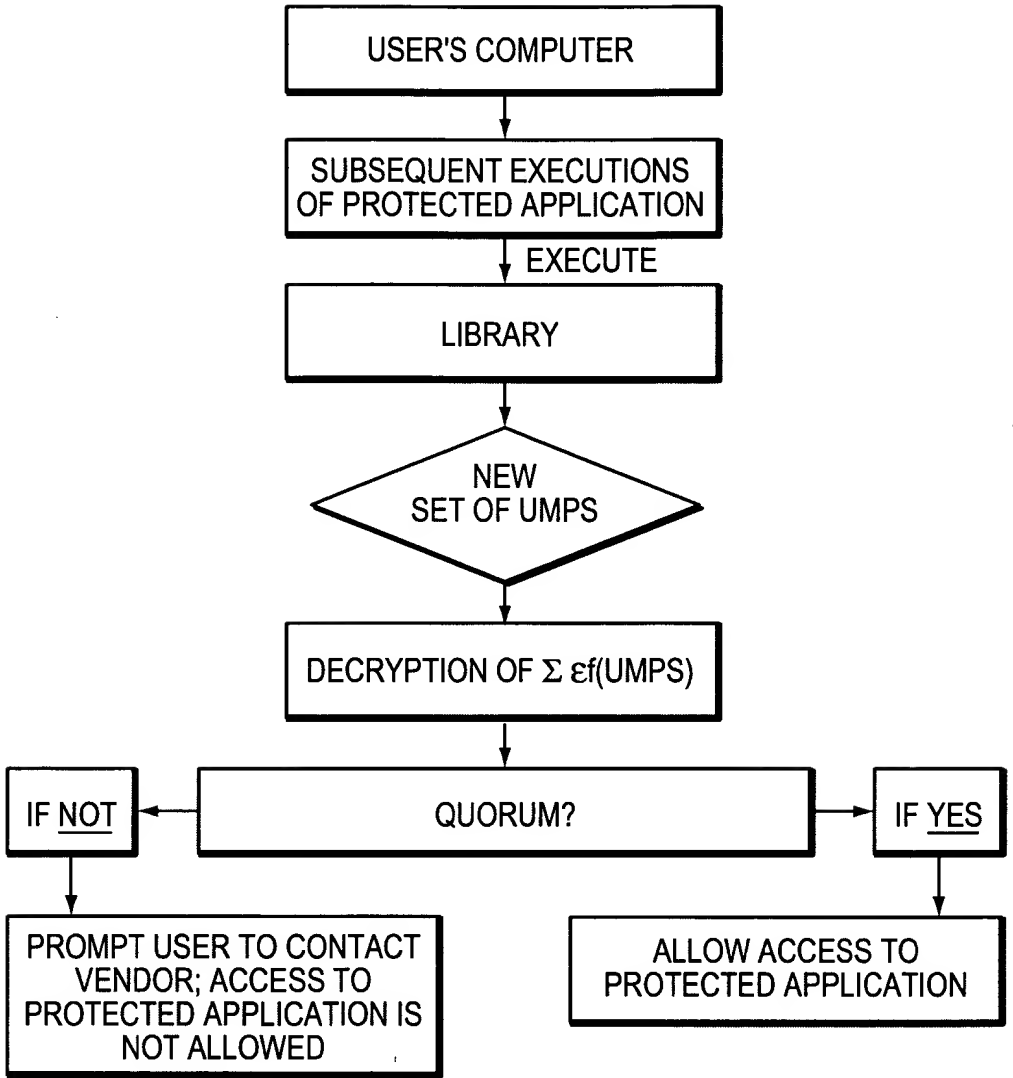 USER'S COMPUTER
SUBSEQUENT EXECUTIONS
OF PROTECTED APPLICATION
EXECUTE
LIBRARY
NEW
SET OF UMPS
DECRYPTION OF Σ εf(UMPS)
IF NOT
QUORUM?
IF YES
PROMPT USER TO CONTACT
VENDOR; ACCESS TO
PROTECTED APPLICATION IS
NOT ALLOWED
ALLOW ACCESS TO
PROTECTED APPLICATION